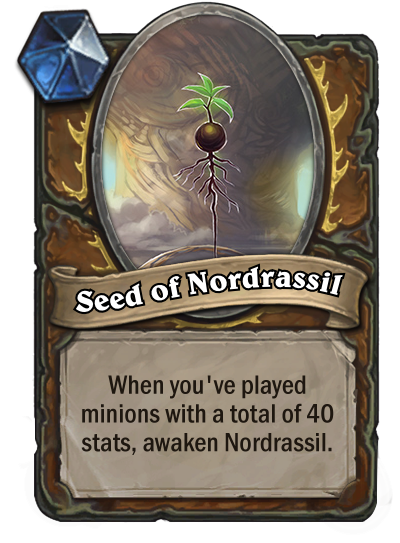 Seed of Nordrassil
When you've played
minions with a total of 40
stats, awaken Nordrassil.